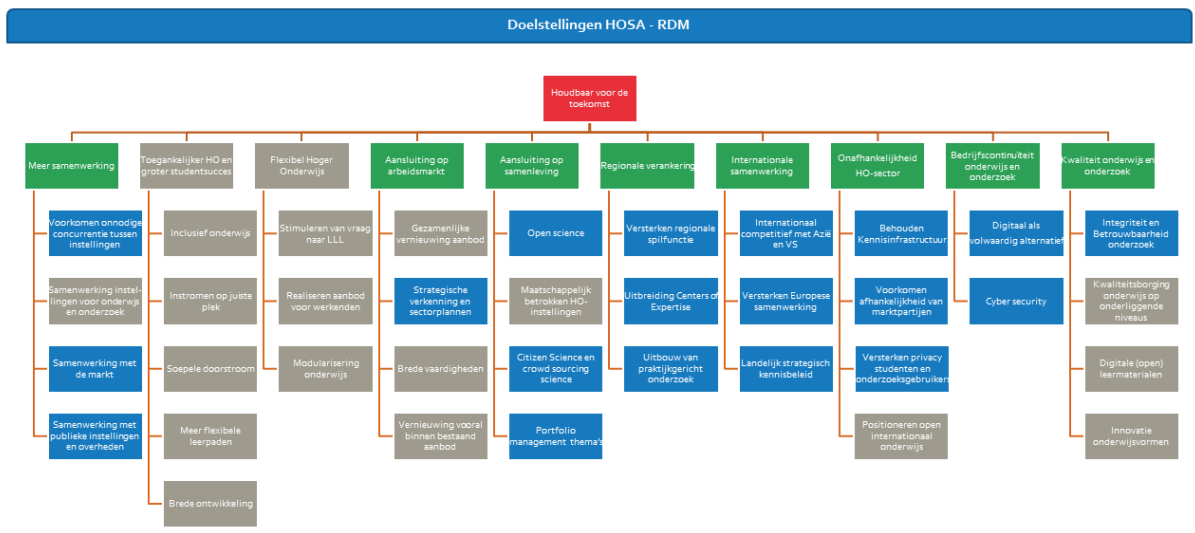 Doelstellingen HOSA - RDM
Houdbaar voor de
toekomst
Meer samenwerking
Toegankelijker HO en
groter studentsucces
Flexibel Hoger
Onderwijs
Aansluiting op
arbeidsmarkt
Aansluiting op
samenleving
Regionale verankering
Internationale
samenwerking
Onafhankelijkheid
HO-sector
Bedrijfscontinuïteit
onderwijs en
onderzoek
Kwaliteit onderwijs en
onderzoek
Voorkomen onnodige
concurrentie tussen
instellingen
Samenwerking instel-
lingen voor onderwijs
en onderzoek
Samenwerking met
de markt
Samenwerking met
publieke instellingen
en overheden
Inclusief onderwijs
Instromen op juiste
plek
Soepele doorstroom
Meer flexibele
leerpaden
Brede ontwikkeling
Stimuleren van vraag
naar LLL
Realiseren aanbod
voor werkenden
Modularisering
onderwijs
Gezamenlijke
vernieuwing aanbod
Strategische
verkenning en
sectorplannen
Brede vaardigheden
Vernieuwing vooral
binnen bestaand
aanbod
Open science
Maatschappelijk
betrokken HO-
instellingen
Citizen Science en
crowd sourcing
science
Portfolio
management thema's
Versterken regionale
spilfunctie
Uitbreiding Centers of
Expertise
Uitbouw van
praktijkgericht
onderzoek
Internationaal
competitief met Azië
en VS
Versterken Europese
samenwerking
Landelijk strategisch
kennisbeleid
Behouden
Kennisinfrastructuur
Voorkomen
afhankelijkheid van
marktpartijen
Versterken privacy
studenten en
onderzoeksgebruikers
Positioneren open
internationaal
onderwijs
Digitaal als
volwaardig alternatief
Cyber security
Integriteit en
Betrouwbaarheid
onderzoek
Kwaliteitsborging
onderwijs op
onderliggende
niveaus
Digitale (open)
leermaterialen
Innovatie
onderwijsvormen